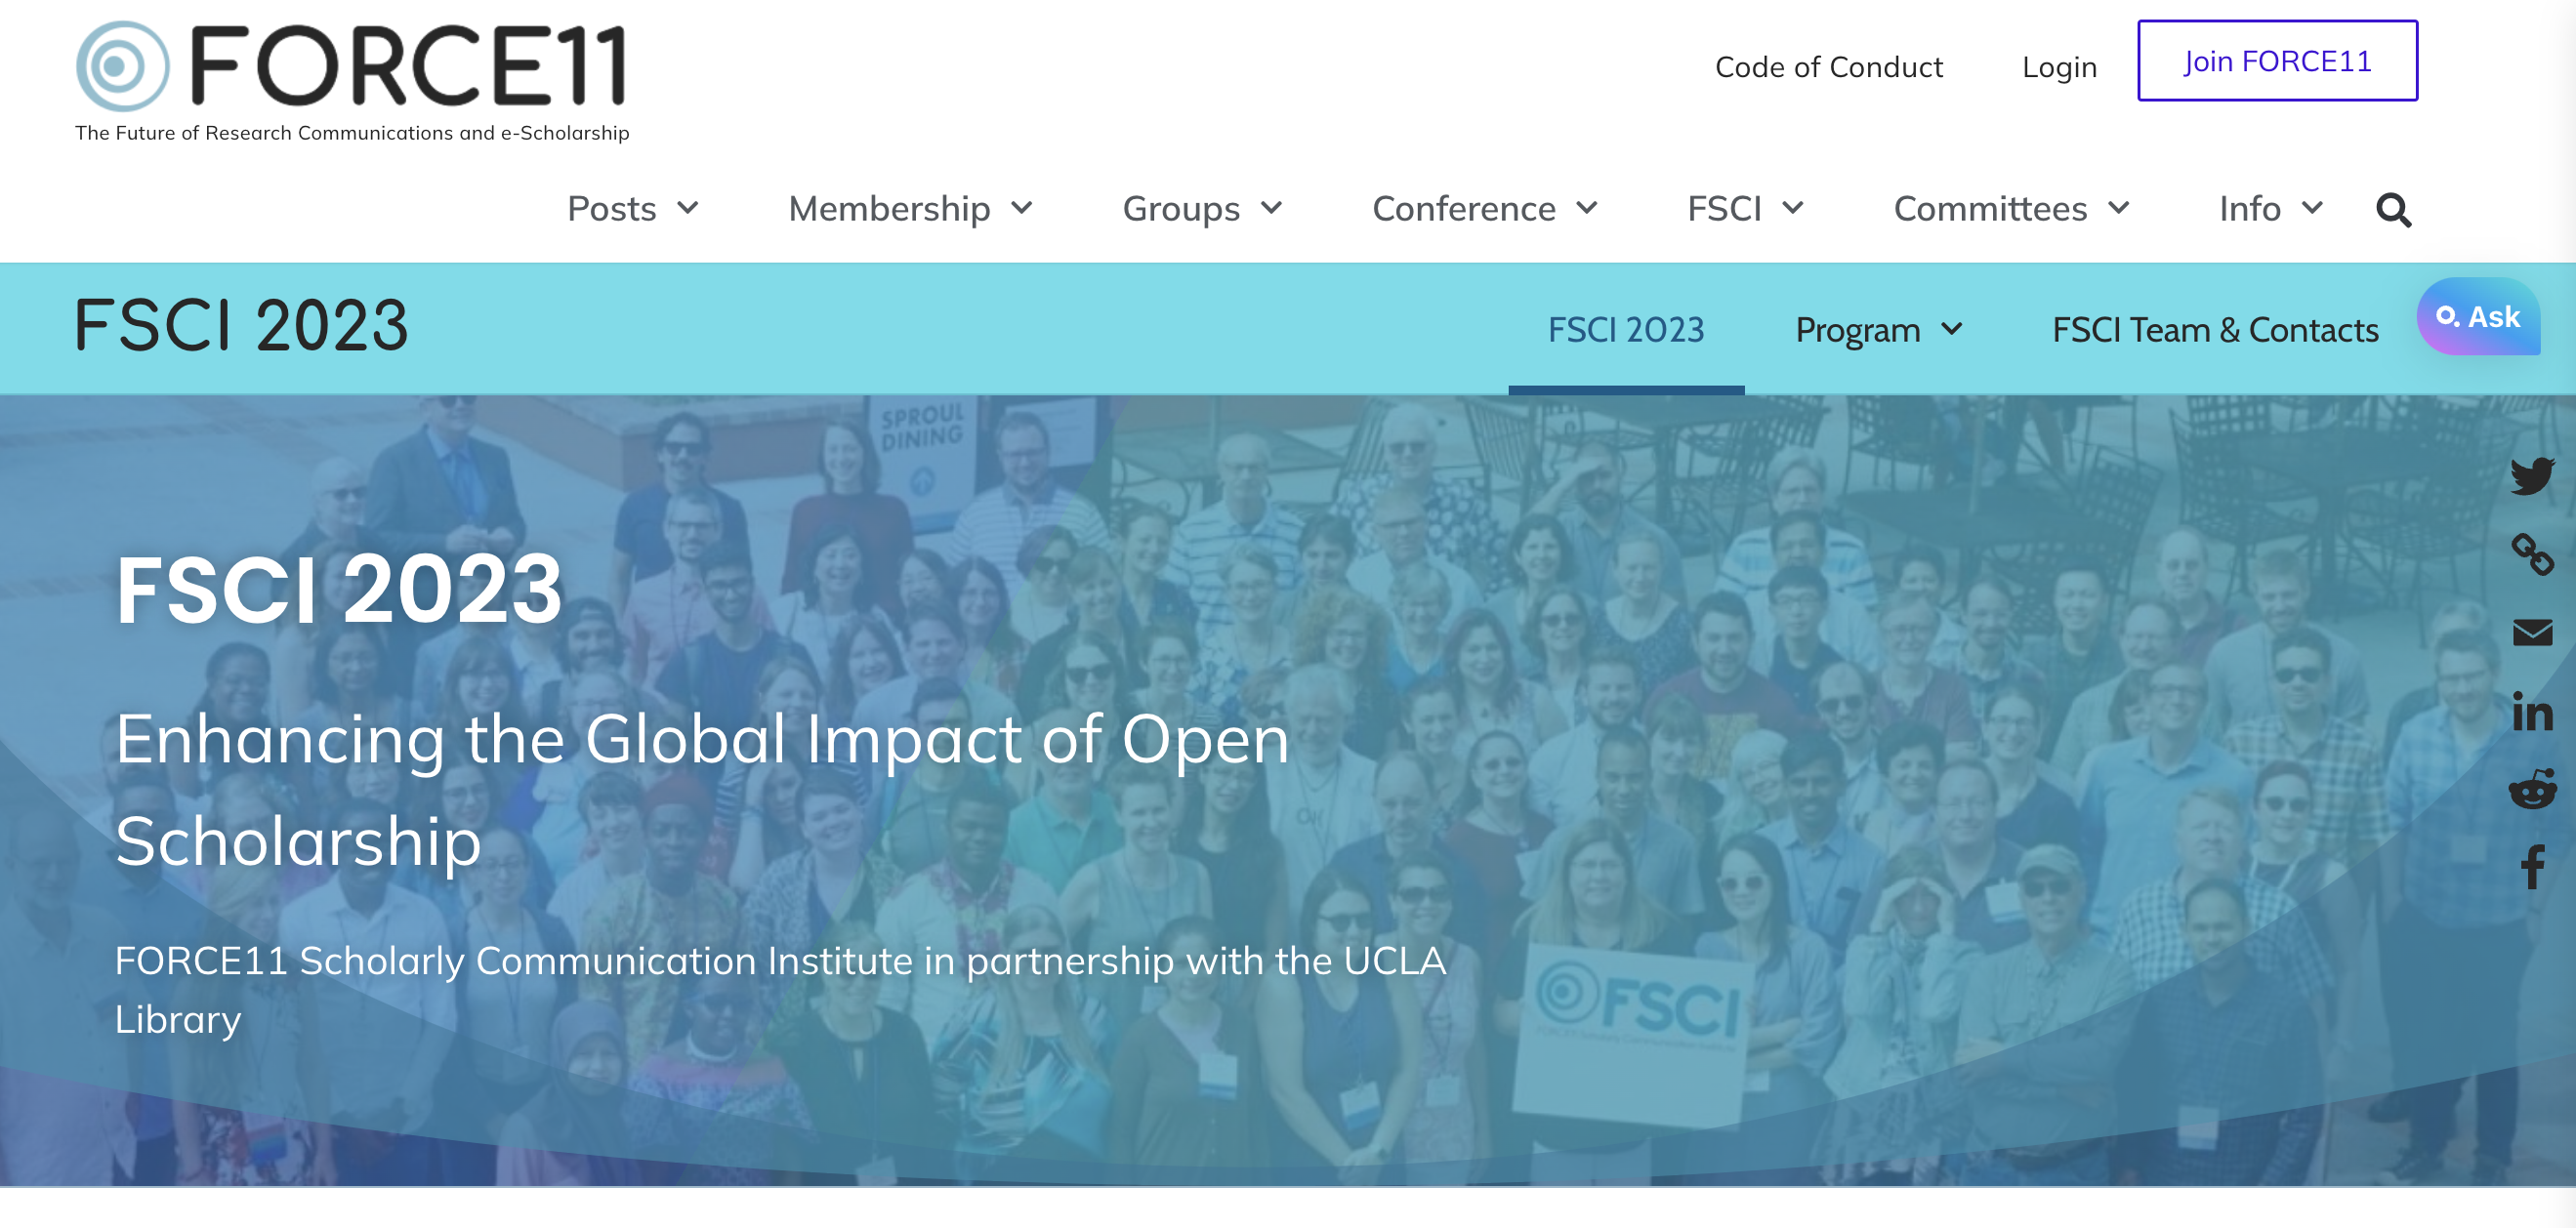 FORCE11
The Future of Research Communications and e-Scholarship
Code of Conduct
Login
Join FORCE11
Posts
Membership
Groups
Conference
FSCI
Committees
Info
FSCI 2023
FSCI 2023
Program
FSCI Team & Contacts
Ask
SPROUL
DINING
FSCI 2023
Enhancing the Global Impact of Open
Scholarship
FORCE11 Scholarly Communication Institute in partnership with the UCLA
Library
FSCI